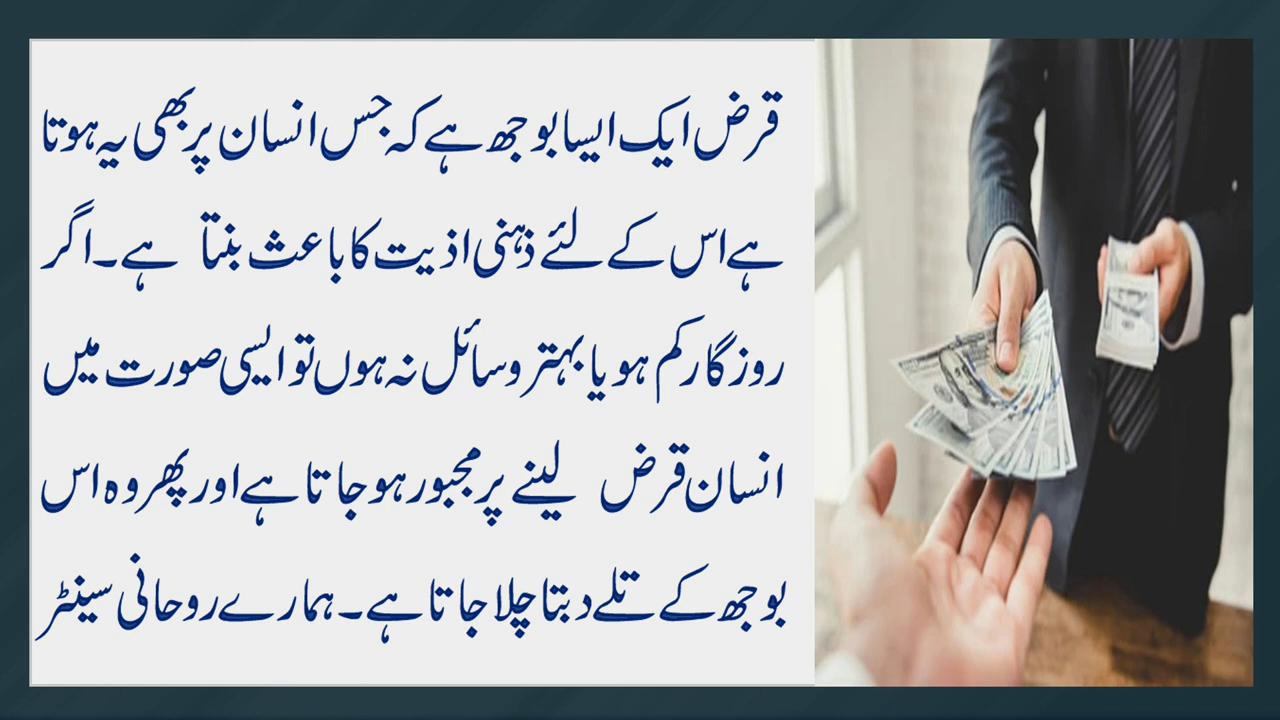 قرض ایک ایسا بوجھ ہے کہ جس انسان پر بھی یہ ہوتا
ہے اس کے لئے ذہنی اذیت کا باعث بنتا ہے۔ اگر
روزگار کم ہو یا بہتر وسائل نہ ہوں تو ایسی صورت میں
انسان قرض لینے پر مجبور ہو جاتا ہے اور پھر وہ اس
بوجھ کے تلے دبتا چلا جاتا ہے۔ ہمارے روحانی سینٹر